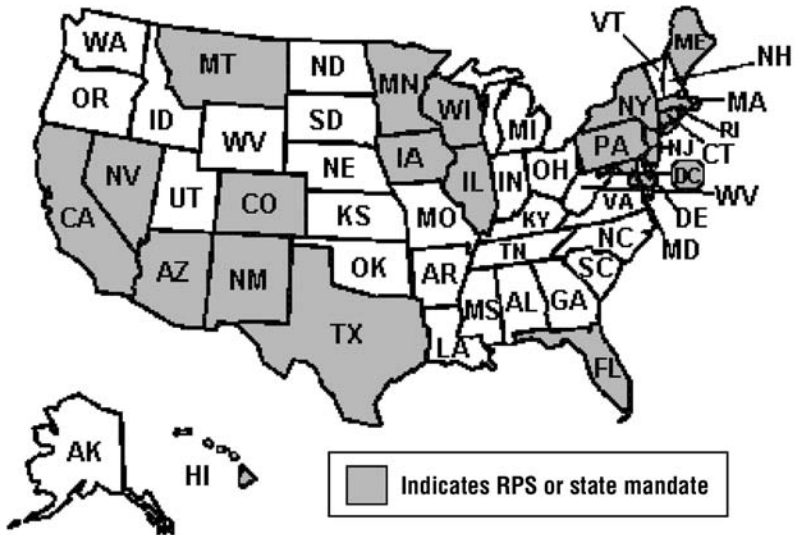 WA
MT
ND
MN
VT
ME
NH
OR
ID
SD
WI
MI
NY
MA
RI
CT
WV
NE
IA
PA
NJ
NV
UT
CO
IL
IN
OH
DC
WV
CA
KS
MO
KY
VA
DE
MD
AZ
NM
OK
AR
TN
NC
SC
TX
LA
MS
AL
GA
FL
AK
HI
Indicates RPS or state mandate